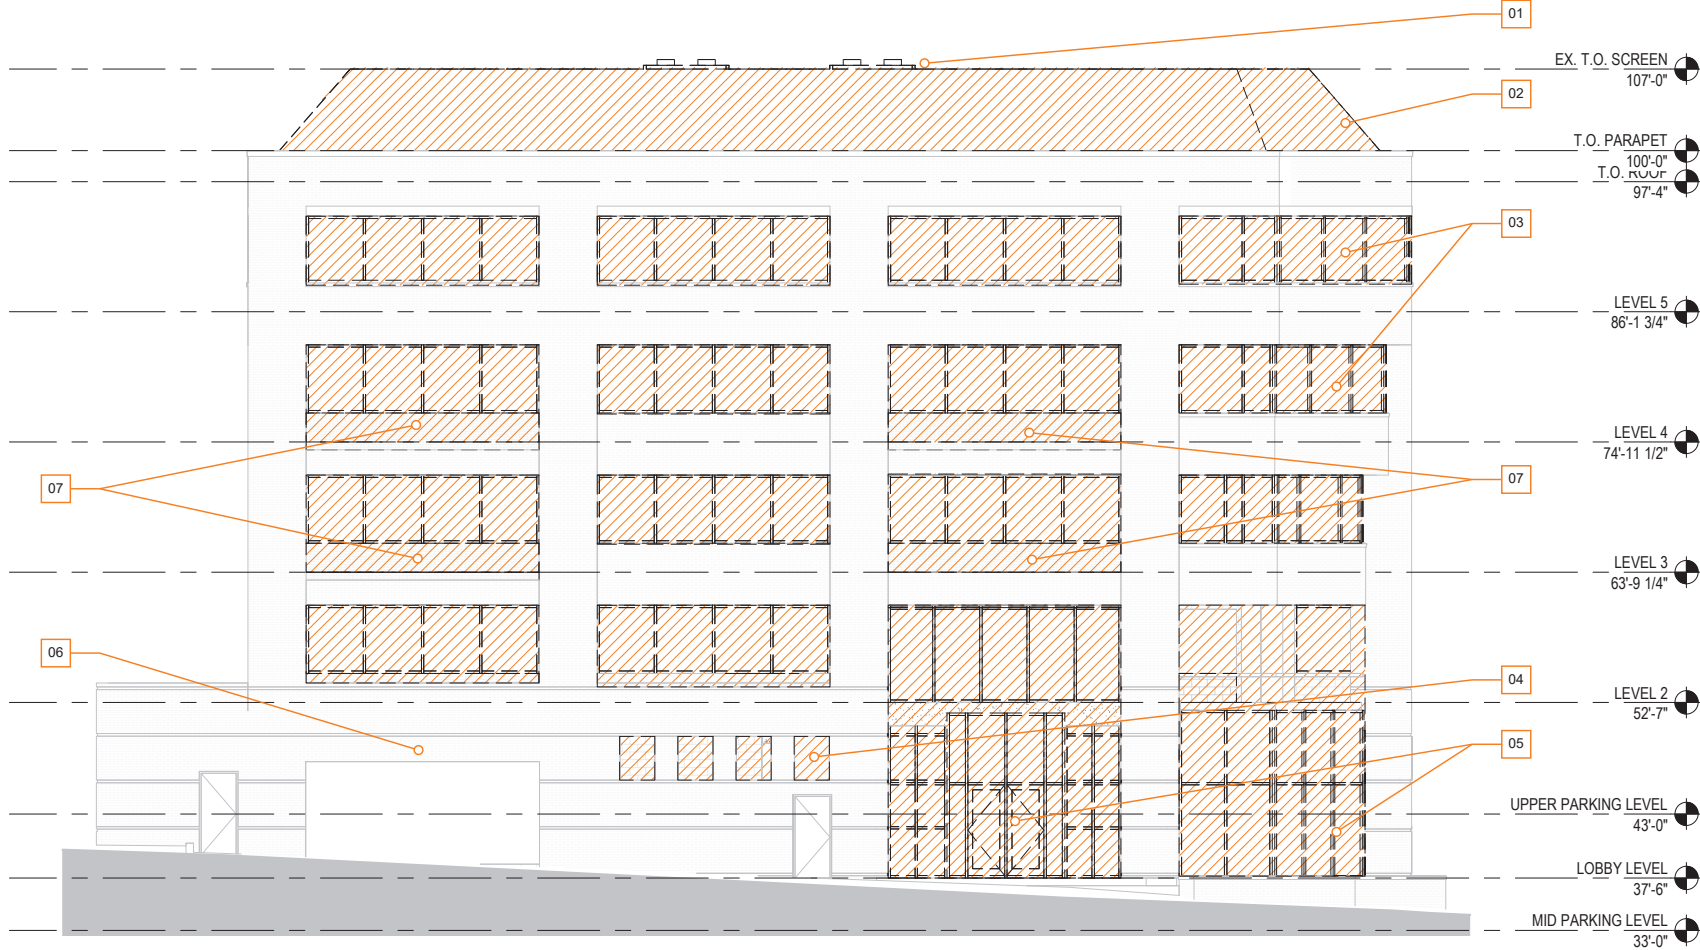 01
EX. T.O. SCREEN
107'-0"
02
T.O. PARAPET
100'-0"
T.O. ROOF
97'-4"
03
LEVEL 5
86'-1 3/4"
LEVEL 4
74'-11 1/2"
07
07
LEVEL 3
63'-9 1/4"
06
04
LEVEL 2
52'-7"
05
UPPER PARKING LEVEL
43'-0"
LOBBY LEVEL
37'-6"
MID PARKING LEVEL
33'-0"